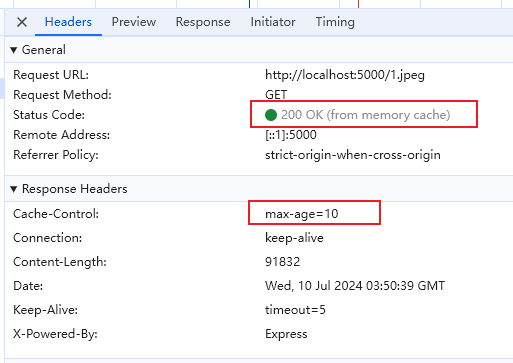 Headers Preview Response Initiator Timing
General
Request URL: http://localhost:5000/1.jpeg
Request Method: GET
Status Code: 200 OK (from memory cache)
Remote Address: [::1]:5000
Referrer Policy: strict-origin-when-cross-origin
Response Headers
Cache-Control: max-age=10
Connection: keep-alive
Content-Length: 91832
Date: Wed, 10 Jul 2024 03:50:39 GMT
Keep-Alive: timeout=5
X-Powered-By: Express